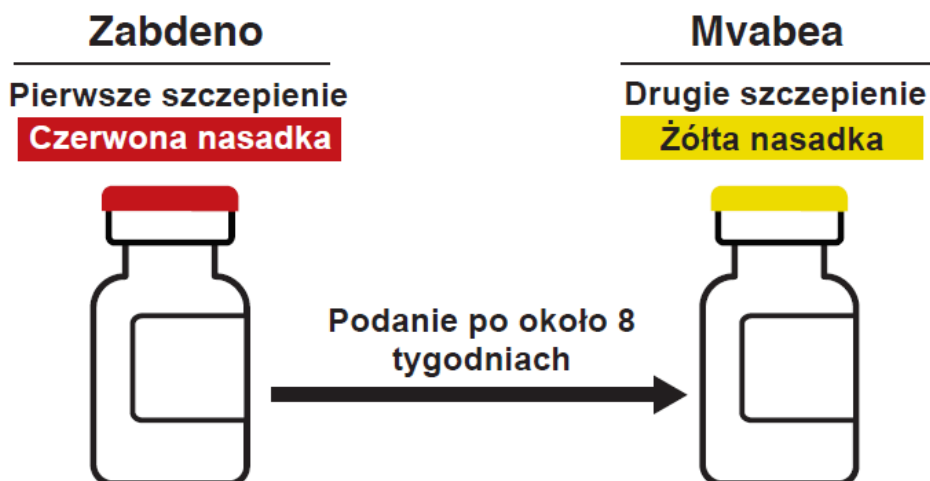 Zabdeno
Pierwsze szczepienie
Czerwona nasadka
Mvabea
Drugie szczepienie
Żółta nasadka
Podanie po około 8
tygodniach